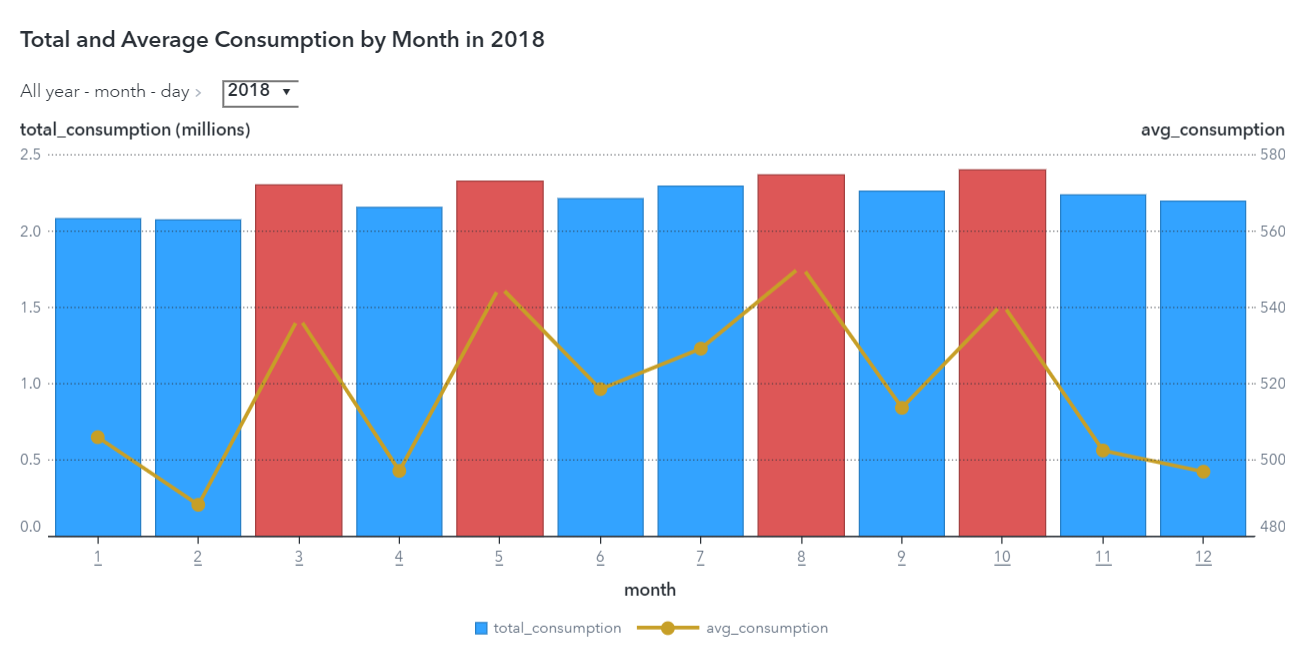 Total and Average Consumption by Month in 2018
All year - month - day › 2018 ▼
total_consumption (millions) avg_consumption
2.5 580
2.0 560
1.5 540
1.0 520
0.5 500
0.0 480
1 2 3 4 5 6 7 8 9 10 11 12
month
total_consumption avg_consumption